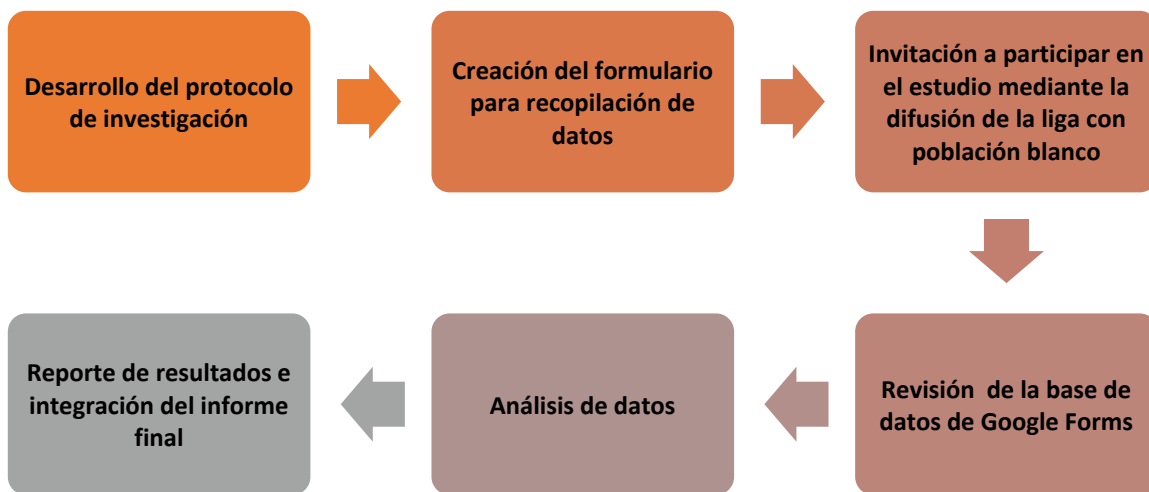 Desarrollo del protocolo
de investigación
Creación del formulario
para recopilación de
datos
Invitación a participar en
el estudio mediante la
difusión de la liga con
población blanco
Revisión de la base de
datos de Google Forms
Análisis de datos
Reporte de resultados e
integración del informe
final